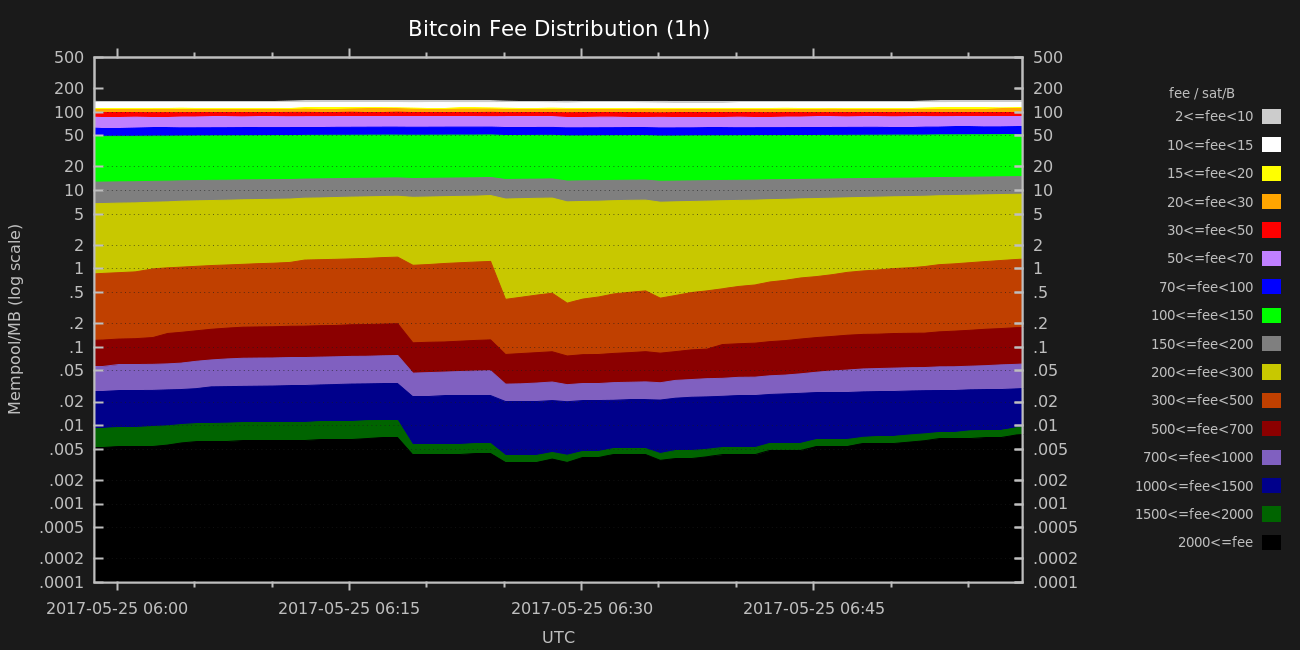 Bitcoin Fee Distribution (1h)
Mempool/MB (log scale)
500
200
100
50
20
10
5
2
1
.5
.2
.1
.05
.02
.01
.005
.002
.001
.0005
.0002
.0001
500
200
100
50
20
10
5
2
1
.5
.2
.1
.05
.02
.01
.005
.002
.001
.0005
.0002
.0001
2017-05-25 06:00
2017-05-25 06:15
2017-05-25 06:30
2017-05-25 06:45
UTC
fee / sat/B
2<=fee<10
10<=fee<15
15<=fee<20
20<=fee<30
30<=fee<50
50<=fee<70
70<=fee<100
100<=fee<150
150<=fee<200
200<=fee<300
300<=fee<500
500<=fee<700
700<=fee<1000
1000<=fee<1500
1500<=fee<2000
2000<=fee